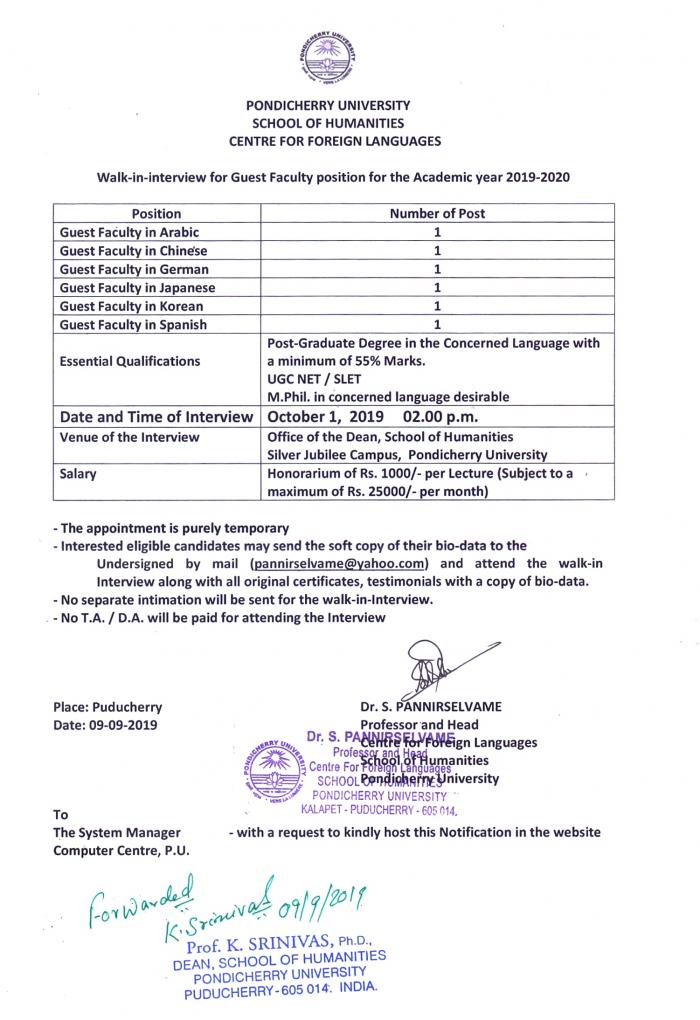 PONDICHERRY UNIVERSITY
PONDICHERRY UNIVERSITY
SCHOOL OF HUMANITIES
CENTRE FOR FOREIGN LANGUAGES
Walk-in-interview for Guest Faculty position for the Academic year 2019-2020
Position Number of Post
Guest Faculty in Arabic 1
Guest Faculty in Chinese 1
Guest Faculty in German 1
Guest Faculty in Japanese 1
Guest Faculty in Korean 1
Guest Faculty in Spanish 1
Essential Qualifications Post-Graduate Degree in the Concerned Language with
a minimum of 55% Marks.
UGC NET / SLET
M.Phil. in concerned language desirable
Date and Time of Interview October 1, 2019 02.00 p.m.
Venue of the Interview Office of the Dean, School of Humanities
Silver Jubilee Campus, Pondicherry University
Salary Honorarium of Rs. 1000/- per Lecture (Subject to a
maximum of Rs. 25000/- per month)
- The appointment is purely temporary
- Interested eligible candidates may send the soft copy of their bio-data to the
Undersigned by mail (pannirselvame@yahoo.com) and attend the walk-in
Interview along with all original certificates, testimonials with a copy of bio-data.
- No separate intimation will be sent for the walk-in-Interview.
- No T.A. / D.A. will be paid for attending the Interview
Place: Puducherry
Date: 09-09-2019
Dr. S. PANNIRSELVAME
Professor and Head
Centre for Foreign Languages
School of Humanities
Pondicherry University
PONDICHERRY UNIVERSITY
Dr. S. PANNIRSELVAME
Professor and Head
Centre For Foreign Languages
SCHOOL OF HUMANITIES
PONDICHERRY UNIVERSITY
KALAPET - PUDUCHERRY - 605 014.
To
The System Manager - with a request to kindly host this Notification in the website
Computer Centre, P.U.
Forwarded
K. Srinivas 09/9/2019
Prof. K. SRINIVAS, Ph.D.,
DEAN, SCHOOL OF HUMANITIES
PONDICHERRY UNIVERSITY
PUDUCHERRY-605 014. INDIA.